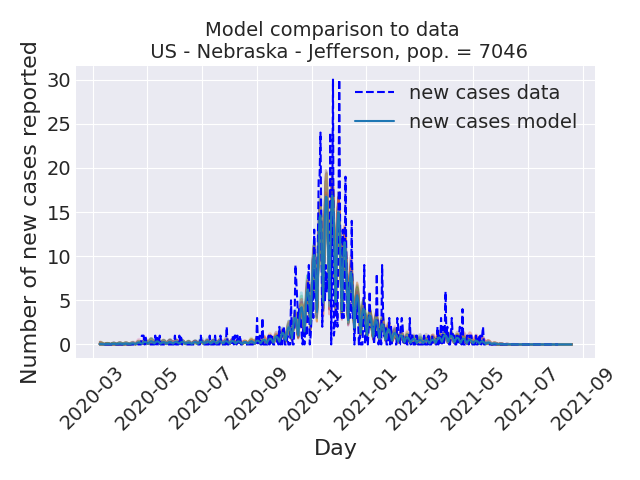 Model comparison to data
US - Nebraska - Jefferson, pop. = 7046
Number of new cases reported
30
25
20
15
10
5
0
new cases data
new cases model
2020-03
2020-05
2020-07
2020-09
2020-11
2021-01
2021-03
2021-05
2021-07
2021-09
Day